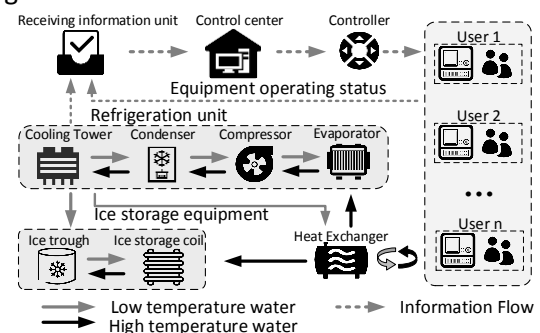 Receiving information unit
Control center
Controller
User 1
Equipment operating status
Refrigeration unit
Cooling Tower
Condenser
Compressor
Evaporator
User 2
Ice storage equipment
...
User n
Ice trough
Ice storage coil
Heat Exchanger
Low temperature water
Information Flow
High temperature water